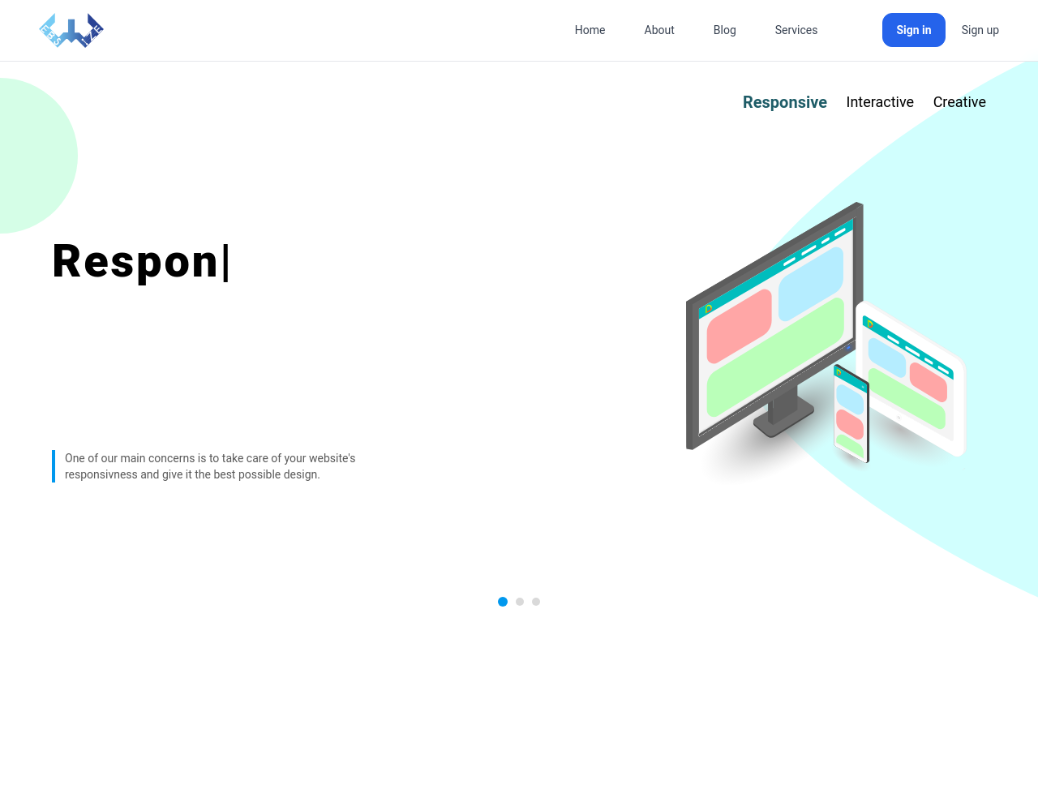 Home About Blog Services Sign in Sign up
Responsive Interactive Creative
Respon
One of our main concerns is to take care of your website's
responsivness and give it the best possible design.